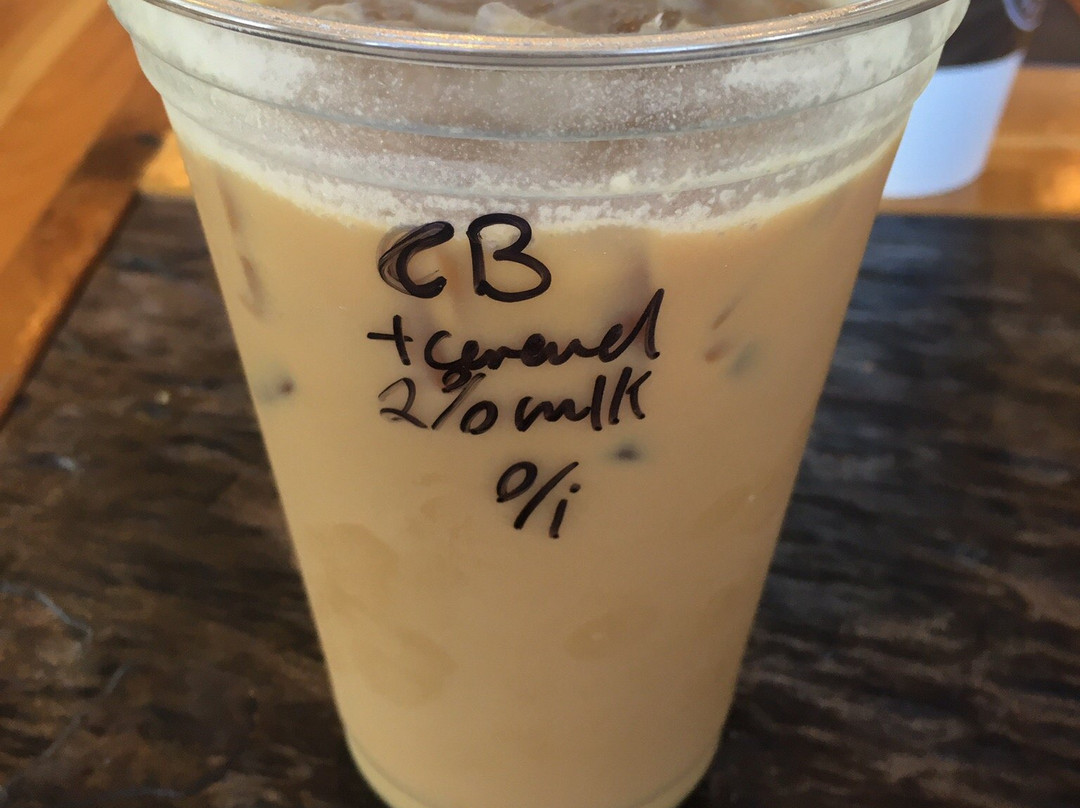 CB
+ caramel
2% milk
o/i